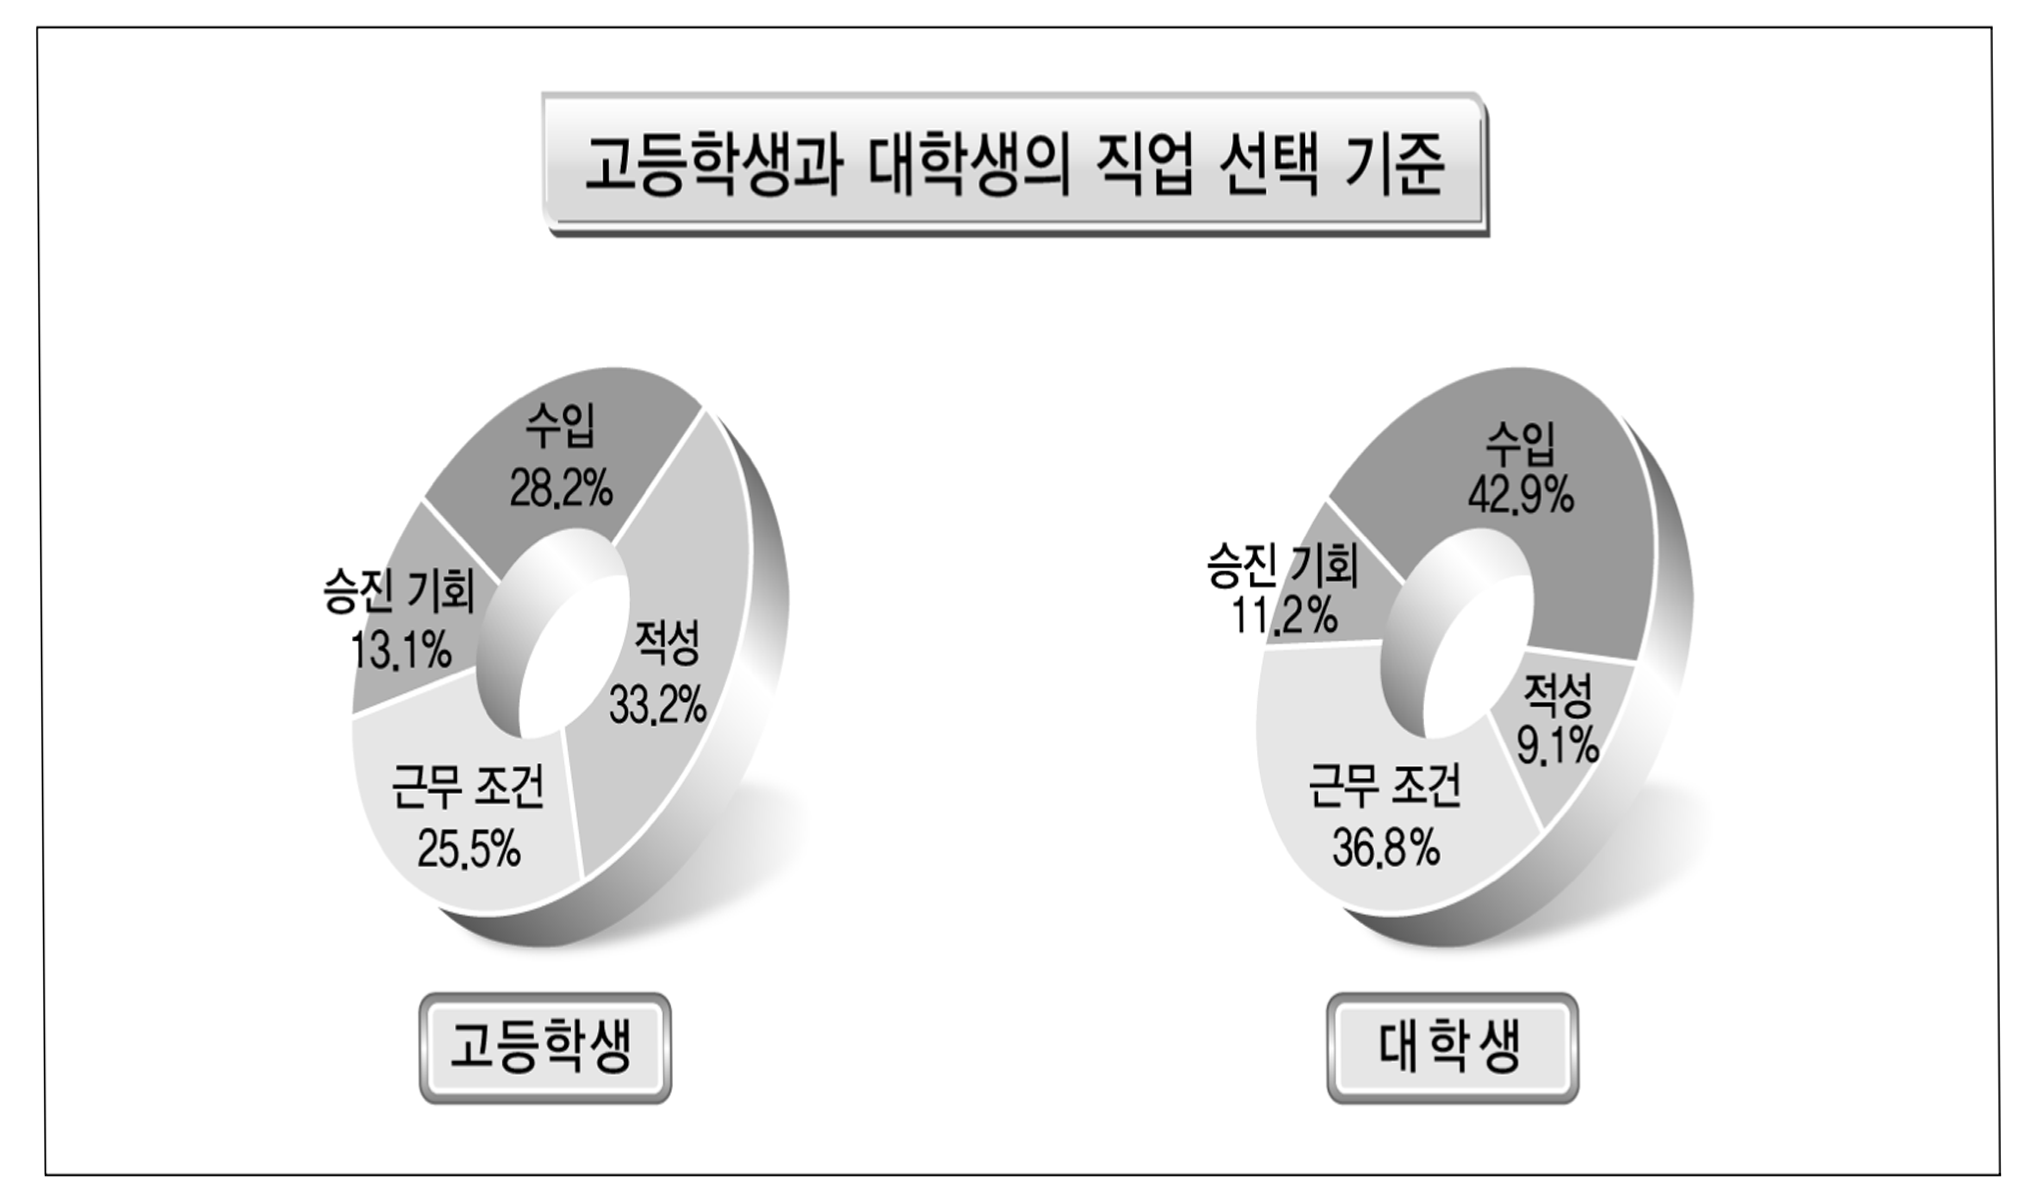 고등학생과 대학생의 직업 선택 기준
수입
28.2%
승진 기회
13.1%
적성
33.2%
근무 조건
25.5%
고등학생
수입
42.9%
승진 기회
11.2%
적성
9.1%
근무 조건
36.8%
대학생